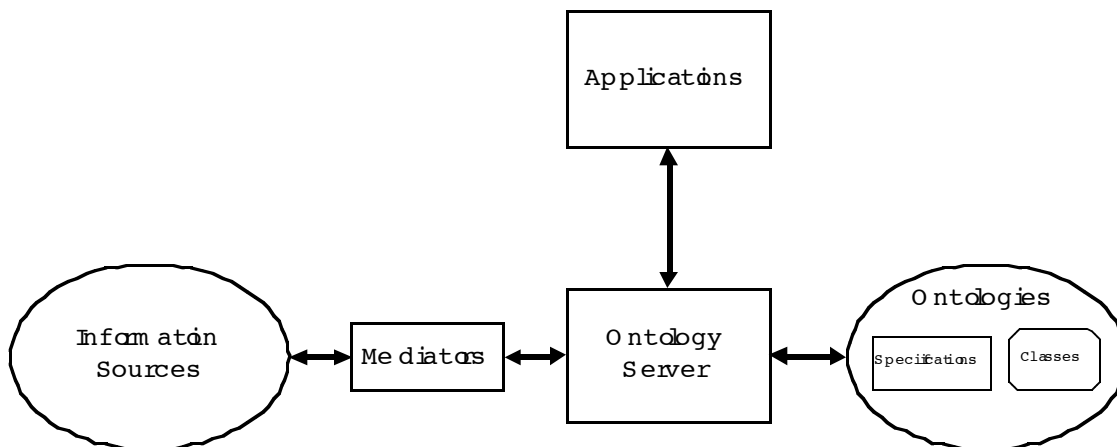 Applications
Ontologies
Information
Sources
Mediators
Ontology
Server
Specifications
Classes